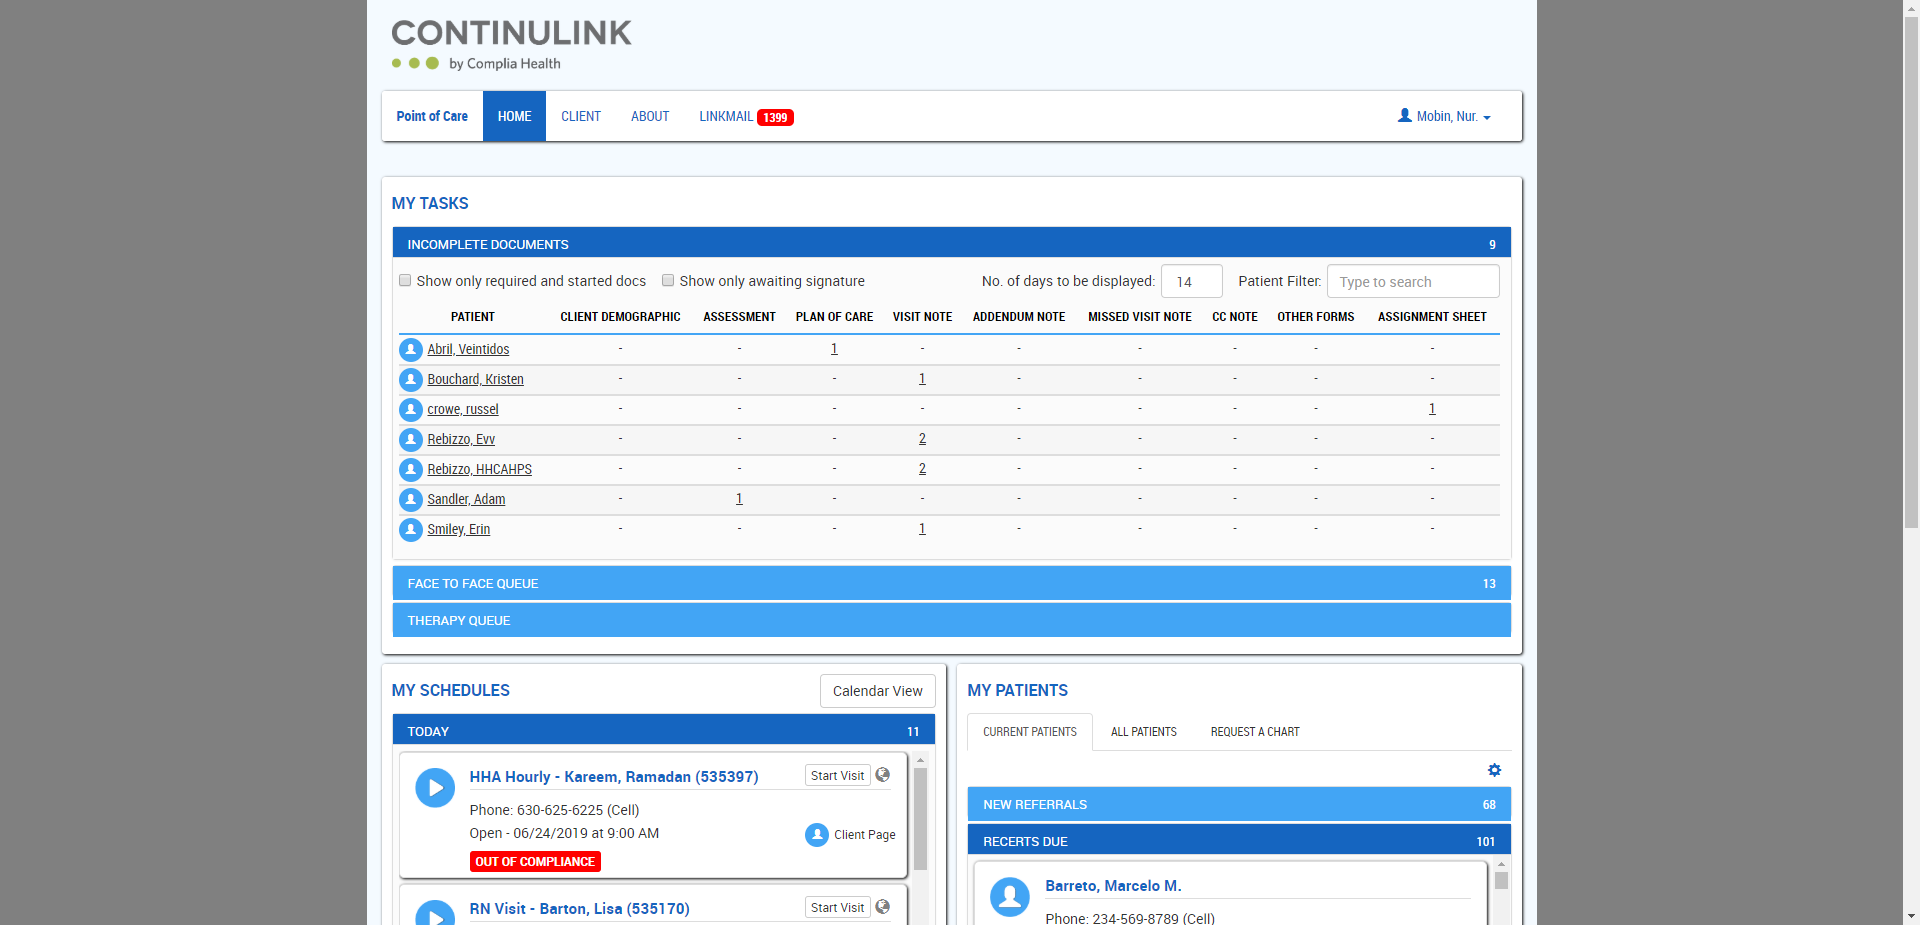 CONTINULINK
by Complia Health
Point of Care HOME CLIENT ABOUT LINKMAIL 1399 Mobin, Nur.
MY TASKS
INCOMPLETE DOCUMENTS 9
Show only required and started docs Show only awaiting signature No. of days to be displayed: 14 Patient Filter: Type to search
PATIENT CLIENT DEMOGRAPHIC ASSESSMENT PLAN OF CARE VISIT NOTE ADDENDUM NOTE MISSED VISIT NOTE CC NOTE OTHER FORMS ASSIGNMENT SHEET
Abril, Veintidos - - 1 - - - - - -
Bouchard, Kristen - - - 1 - - - - -
crowe, russel - - - - - - - - 1
Rebizzo, Evv - - - 2 - - - - -
Rebizzo, HHCAHPS - - - 2 - - - - -
Sandler, Adam - 1 - - - - - - -
Smiley, Erin - - - 1 - - - - -
FACE TO FACE QUEUE 13
THERAPY QUEUE
MY SCHEDULES Calendar View
TODAY 11
HHA Hourly - Kareem, Ramadan (535397) Start Visit
Phone: 630-625-6225 (Cell)
Open - 06/24/2019 at 9:00 AM Client Page
OUT OF COMPLIANCE
RN Visit - Barton, Lisa (535170) Start Visit
MY PATIENTS
CURRENT PATIENTS ALL PATIENTS REQUEST A CHART
NEW REFERRALS 68
RECERTS DUE 101
Barreto, Marcelo M.
Phone: 234-569-8789 (Cell)